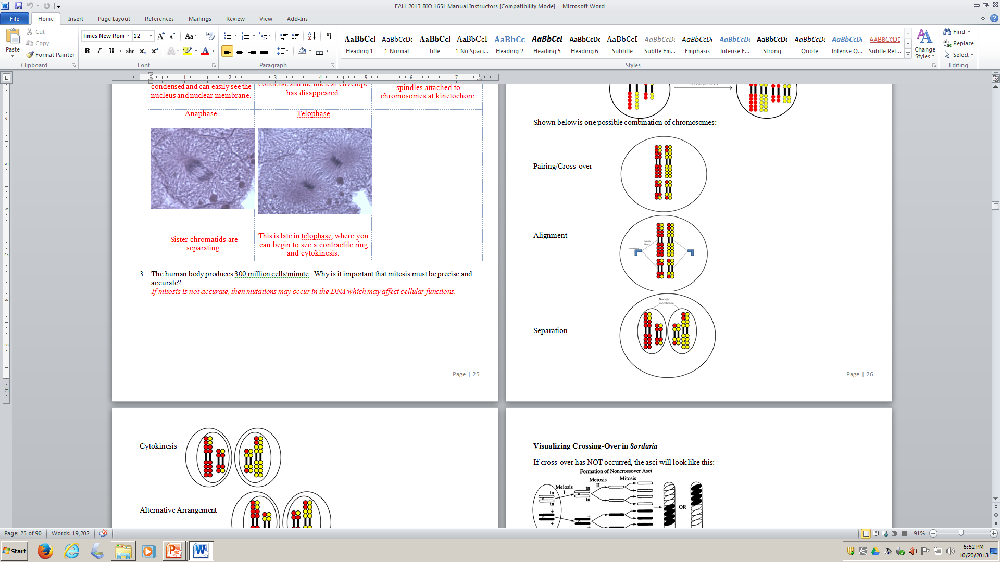 FALL 2013 BIO 165L Manual Instructors [Compatibility Mode] - Microsoft Word
File Home Insert Page Layout References Mailings Review View Add-Ins
Paste
Cut
Copy
Format Painter
Clipboard
Times New Rom 12
Font
Paragraph
AaBbCcI AaBbCcDc AaBbCcI AaBbCcI AaBbCc AaBbCcL AaBbCcDc AaBbCcI AaBbCcDc AaBbCcDc AaBbCcDc AaBbCcDc AaBbCcDc AaBbCcDc AABBCCDD
Heading 1 ¶ Normal Title ¶ No Spaci... Heading 2 Heading 5 Heading 6 Subtitle Subtle Em... Emphasis Intense E... Strong Quote Intense Q... Subtle Ref...
Styles
Change Styles
Find
Replace
Select
Editing
1 2 3 4 5 6 7
condensed and can easily see the
nucleus and nuclear membrane.
condense and the nuclear envelope
has disappeared.
spindles attached to
chromosomes at kinetochore.
Anaphase
Telophase
Sister chromatids are
separating.
This is late in telophase, where you
can begin to see a contractile ring
and cytokinesis.
3. The human body produces 300 million cells/minute. Why is it important that mitosis must be precise and
accurate?
If mitosis is not accurate, then mutations may occur in the DNA which may affect cellular functions.
Page | 25
Shown below is one possible combination of chromosomes:
Pairing/Cross-over
Alignment
Separation
Nuclear
membrane
Page | 26
Cytokinesis
Alternative Arrangement
Visualizing Crossing-Over in Sordaria
If cross-over has NOT occurred, the asci will look like this:
Formation of Noncrossover Asci
Meiosis I
Meiosis II
Mitosis
tn
tn
tn
tn
+
+
+
OR
Page: 25 of 90 Words: 19,202 91%
Start
6:52 PM
10/20/2013